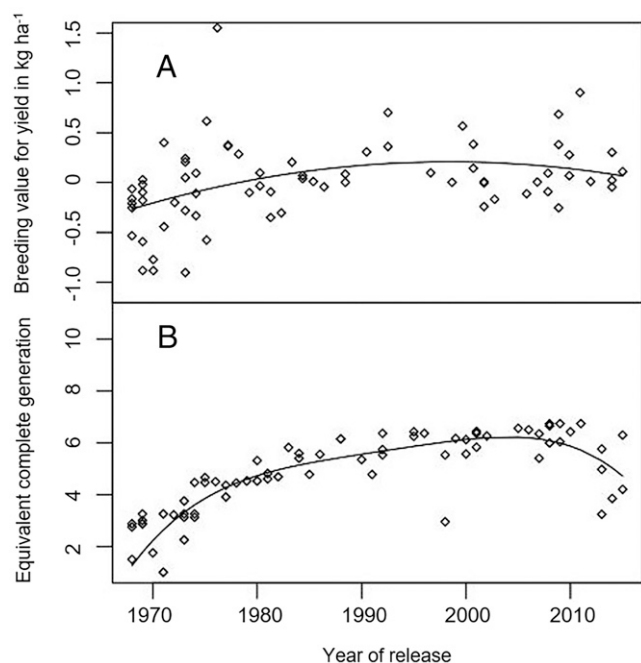 Breeding value for yield in kg ha⁻¹
1.5
1.0
0.5
0
-0.5
-1.0
A
Equivalent complete generation
10
8
6
4
2
B
1970 1980 1990 2000 2010
Year of release